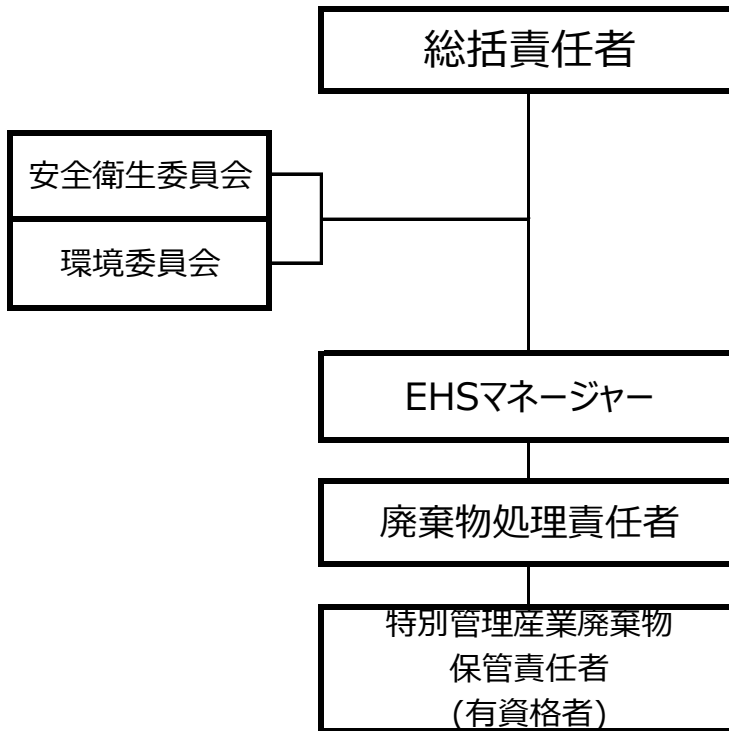 総括責任者
安全衛生委員会
環境委員会
EHSマネージャー
廃棄物処理責任者
特別管理産業廃棄物
保管責任者
(有資格者)